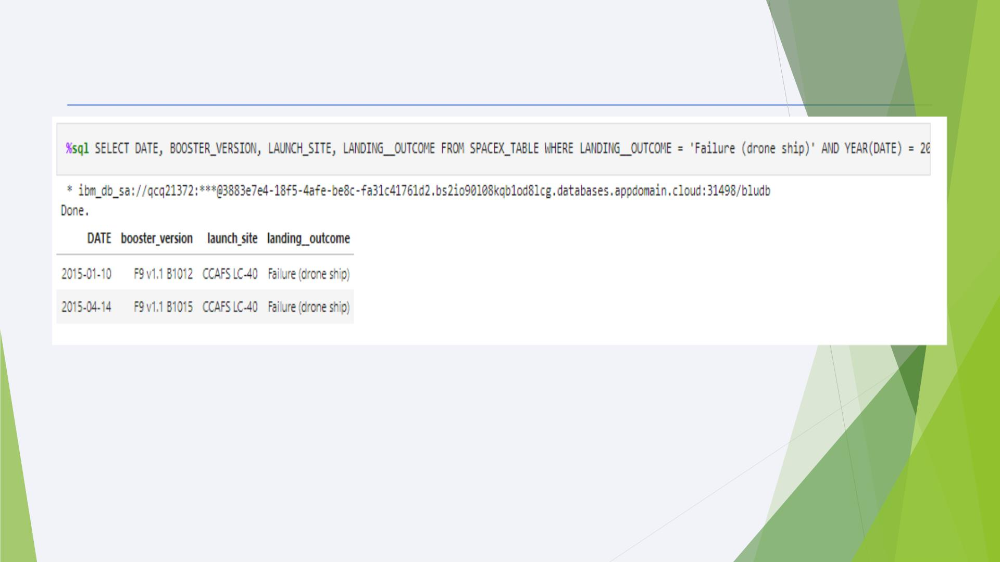 %sql SELECT DATE, BOOSTER_VERSION, LAUNCH_SITE, LANDING__OUTCOME FROM SPACEX_TABLE WHERE LANDING__OUTCOME = 'Failure (drone ship)' AND YEAR(DATE) = 20
* ibm_db_sa://qcq21372:***@3883e7e4-18f5-4afe-be8c-fa31c41761d2.bs2io90l08kqb1od8lcg.databases.appdomain.cloud:31498/bludb
Done.
DATE booster_version launch_site landing__outcome
2015-01-10 F9 v1.1 B1012 CCAFS LC-40 Failure (drone ship)
2015-04-14 F9 v1.1 B1015 CCAFS LC-40 Failure (drone ship)